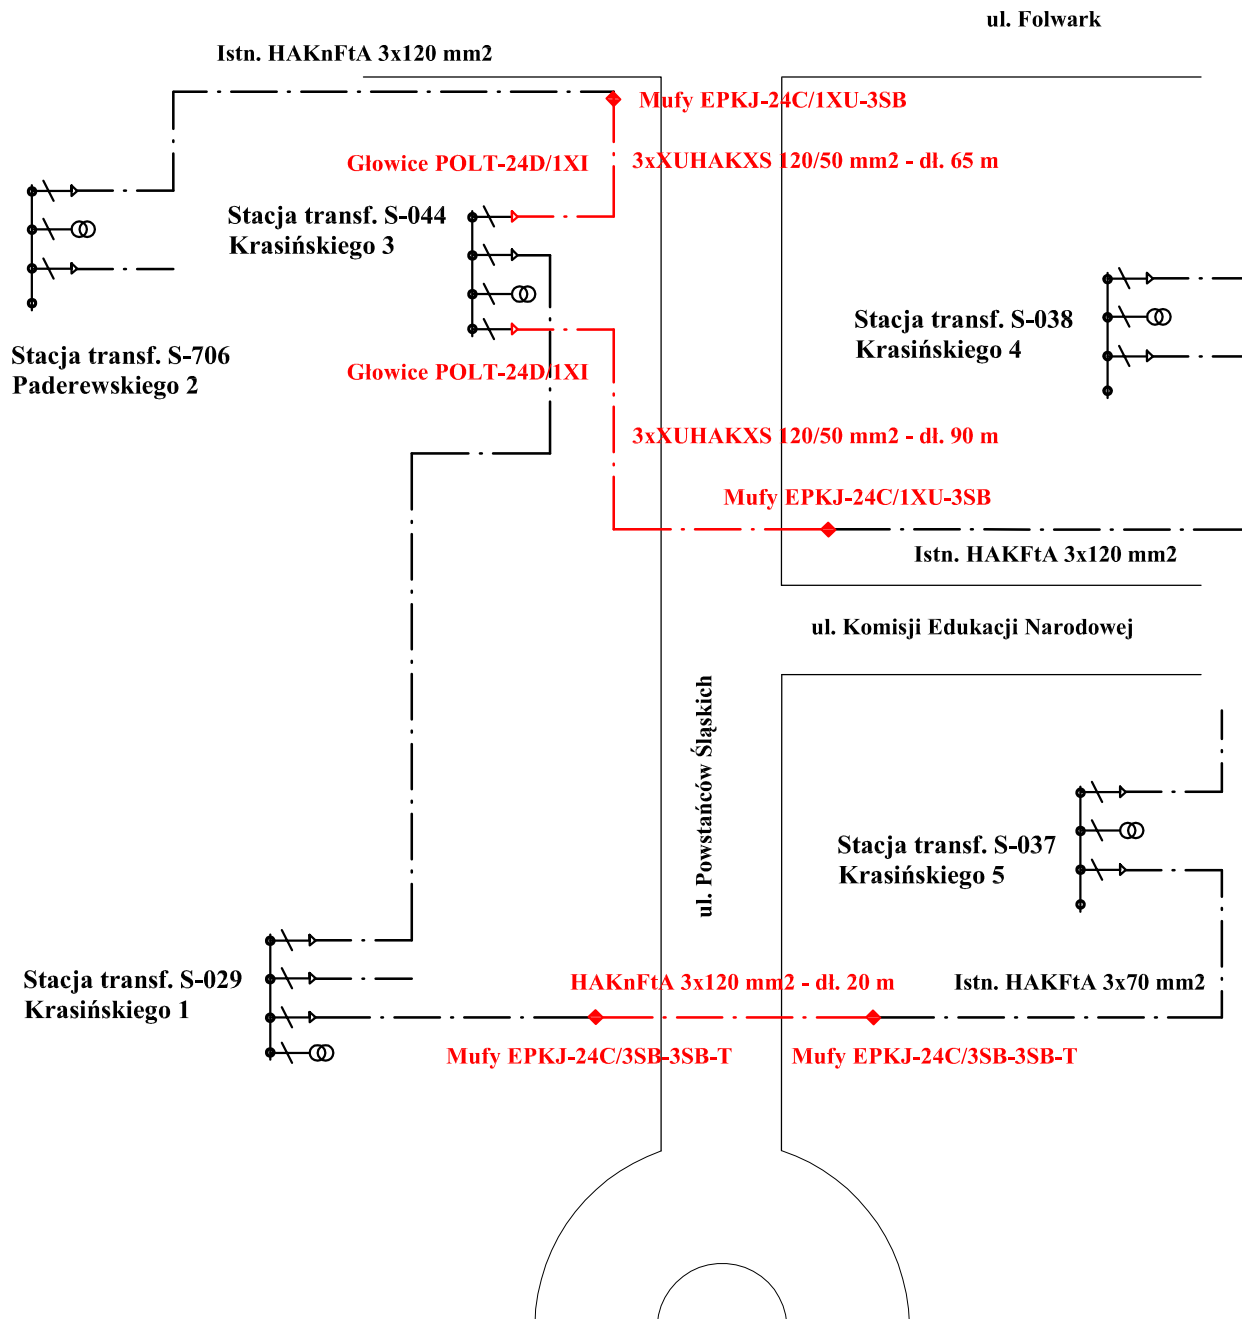 ul. Folwark
Istn. HAKnFtA 3x120 mm2
Mufy EPKJ-24C/1XU-3SB
Głowice POLT-24D/1XI
3xXUHAKXS 120/50 mm2 - dł. 65 m
Stacja transf. S-044
Krasińskiego 3
Stacja transf. S-038
Krasińskiego 4
Stacja transf. S-706
Paderewskiego 2
Głowice POLT-24D/1XI
3xXUHAKXS 120/50 mm2 - dł. 90 m
Mufy EPKJ-24C/1XU-3SB
Istn. HAKFtA 3x120 mm2
ul. Komisji Edukacji Narodowej
ul. Powstańców Śląskich
Stacja transf. S-037
Krasińskiego 5
Stacja transf. S-029
Krasińskiego 1
HAKnFtA 3x120 mm2 - dł. 20 m
Istn. HAKFtA 3x70 mm2
Mufy EPKJ-24C/3SB-3SB-T
Mufy EPKJ-24C/3SB-3SB-T